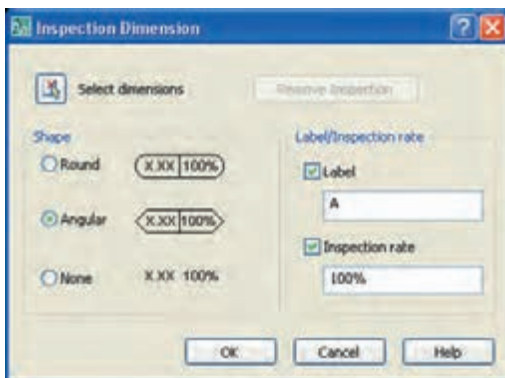 Inspection Dimension
Select dimensions
Remove Inspection
Shape
Round
X.XX 100%
Angular
X.XX 100%
None
X.XX 100%
Label/Inspection rate
Label
A
Inspection rate
100%
OK
Cancel
Help